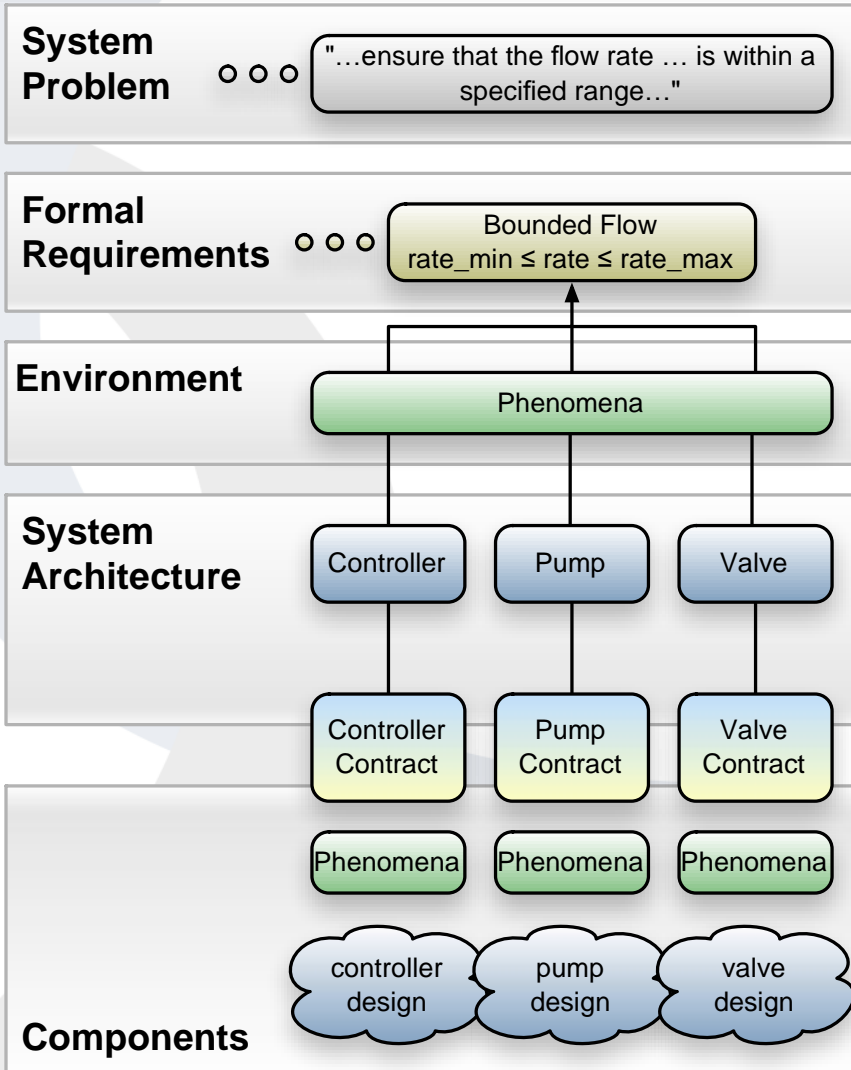 System
Problem
"…ensure that the flow rate … is within a
specified range…"
Formal
Requirements
Bounded Flow
rate_min ≤ rate ≤ rate_max
Environment
Phenomena
System
Architecture
Controller
Pump
Valve
Controller
Contract
Pump
Contract
Valve
Contract
Phenomena
Phenomena
Phenomena
controller
design
pump
design
valve
design
Components